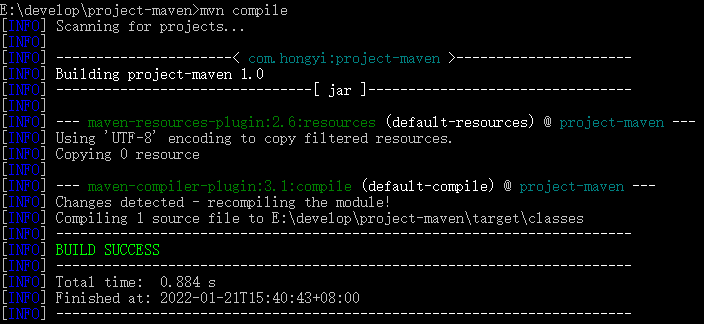 E:\develop\project-maven>mvn compile
[INFO] Scanning for projects...
[INFO]
[INFO] ----------------------< com.hongyi:project-maven >----------------------
[INFO] Building project-maven 1.0
[INFO] --------------------------------[ jar ]---------------------------------
[INFO]
[INFO] --- maven-resources-plugin:2.6:resources (default-resources) @ project-maven ---
[INFO] Using 'UTF-8' encoding to copy filtered resources.
[INFO] Copying 0 resource
[INFO]
[INFO] --- maven-compiler-plugin:3.1:compile (default-compile) @ project-maven ---
[INFO] Changes detected - recompiling the module!
[INFO] Compiling 1 source file to E:\develop\project-maven\target\classes
[INFO] ------------------------------------------------------------------------
[INFO] BUILD SUCCESS
[INFO] ------------------------------------------------------------------------
[INFO] Total time:  0.884 s
[INFO] Finished at: 2022-01-21T15:40:43+08:00
[INFO] ------------------------------------------------------------------------